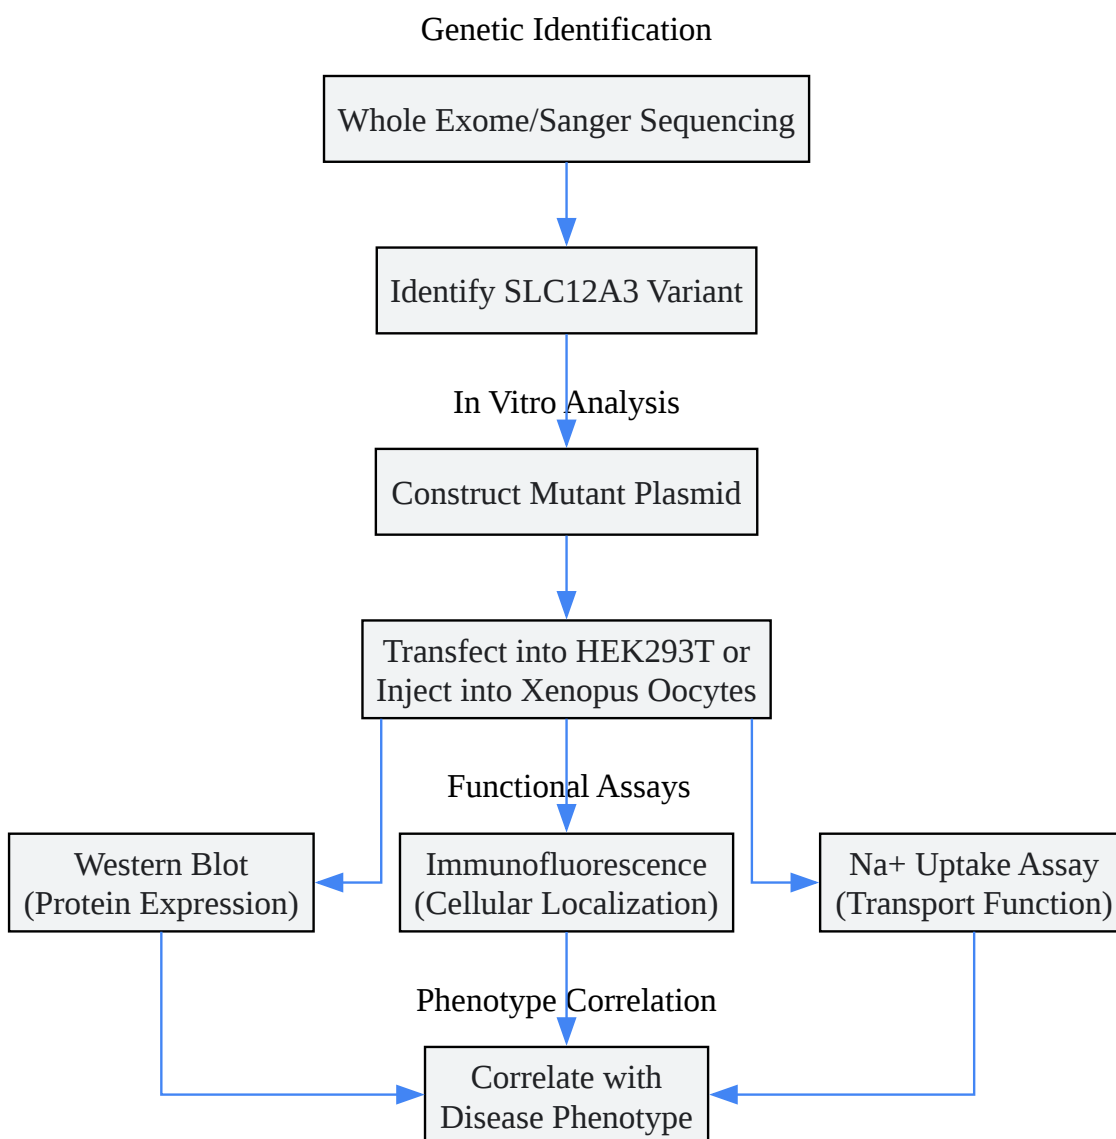 Genetic Identification
Whole Exome/Sanger Sequencing
Identify SLC12A3 Variant
In Vitro Analysis
Construct Mutant Plasmid
Transfect into HEK293T or
Inject into Xenopus Oocytes
Functional Assays
Western Blot
(Protein Expression)
Immunofluorescence
(Cellular Localization)
Na+ Uptake Assay
(Transport Function)
Phenotype Correlation
Correlate with
Disease Phenotype